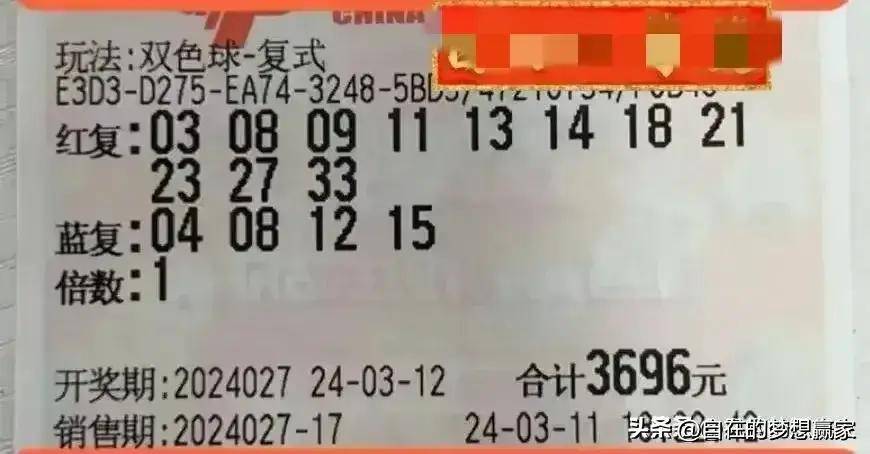 CHINA
玩法:双色球-复式
E3D3-D275-EA74-3248-5BD3/
红复:03 08 09 11 13 14 18 21
23 27 33
蓝复:04 08 12 15
倍数:1
开奖期:2024027 24-03-12 合计3696元
销售期:2024027-17 24-03-11
头条 @自在的梦想赢家